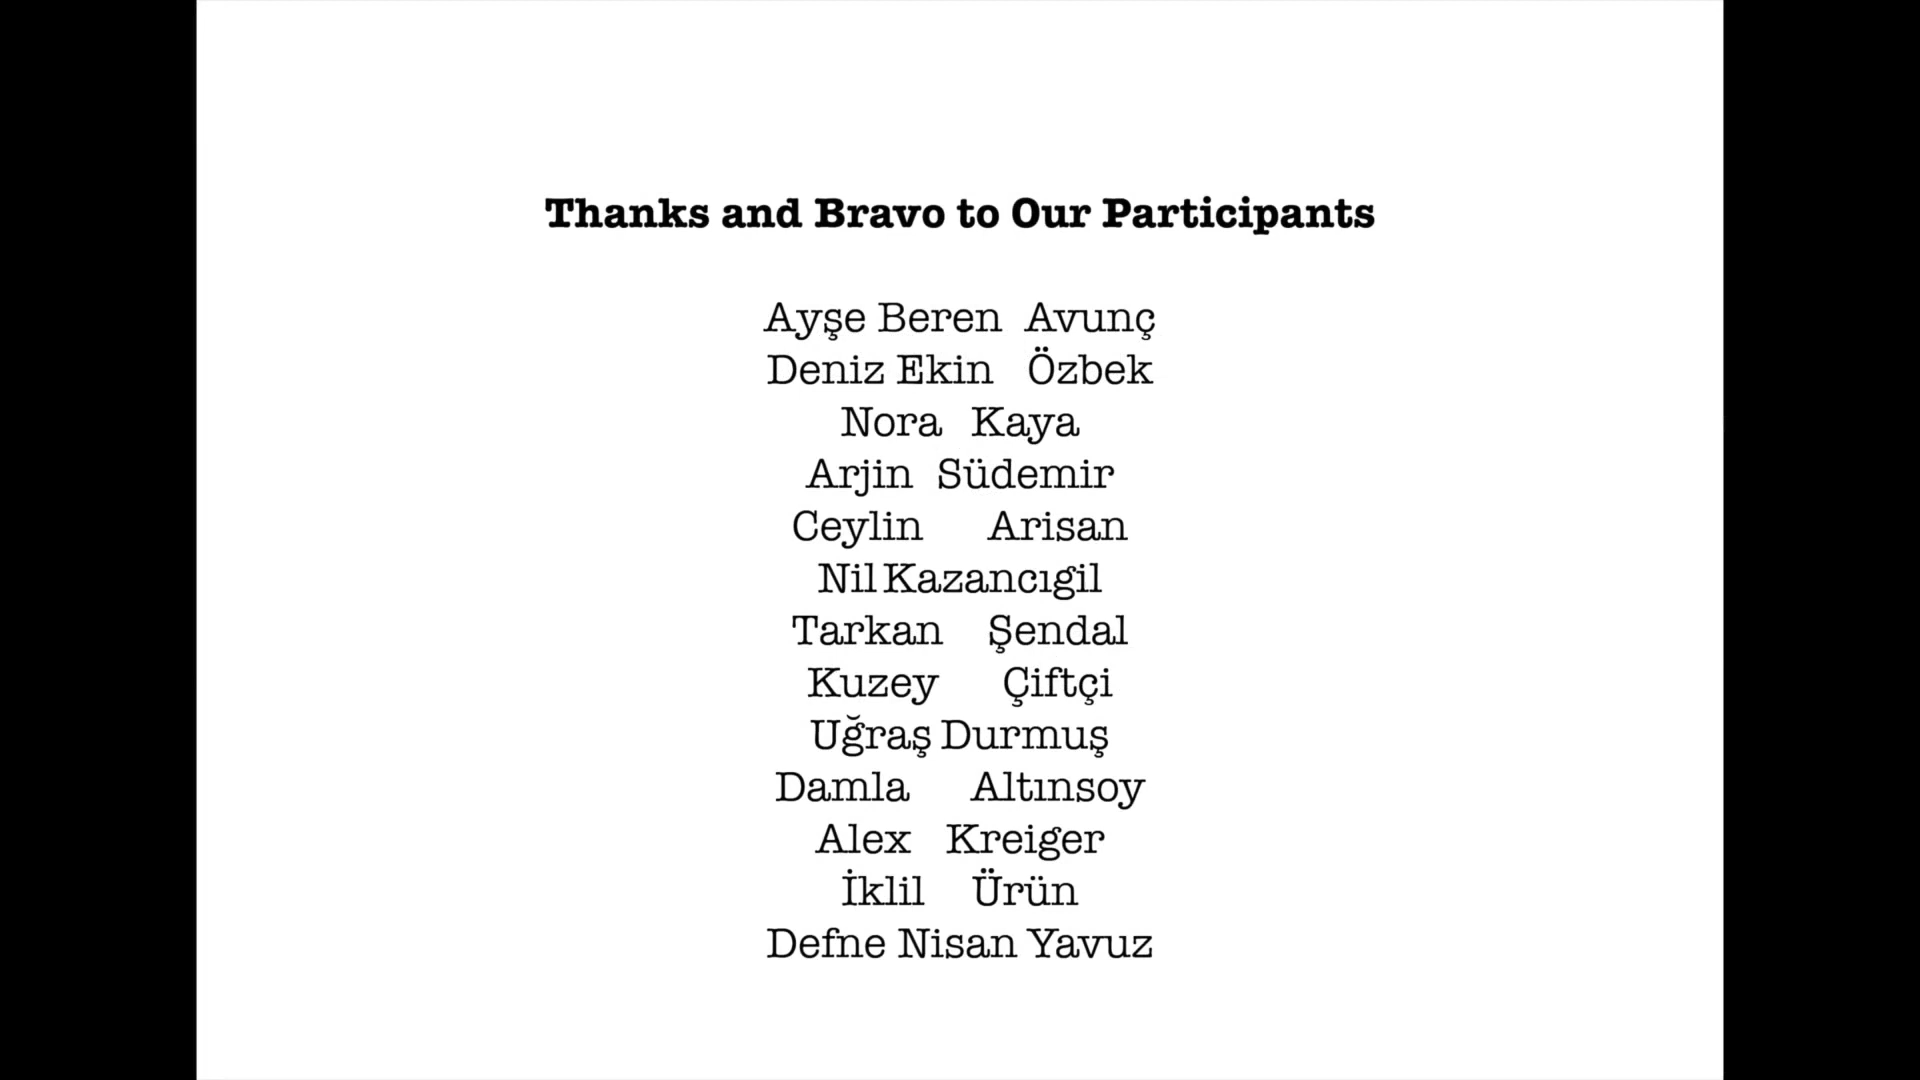 Thanks and Bravo to Our Participants
Ayşe Beren Avunç
Deniz Ekin Özbek
Nora Kaya
Arjin Südemir
Ceylin Arisan
Nil Kazancıgil
Tarkan Şendal
Kuzey Çiftçi
Uğraş Durmuş
Damla Altınsoy
Alex Kreiger
İklil Ürün
Defne Nisan Yavuz